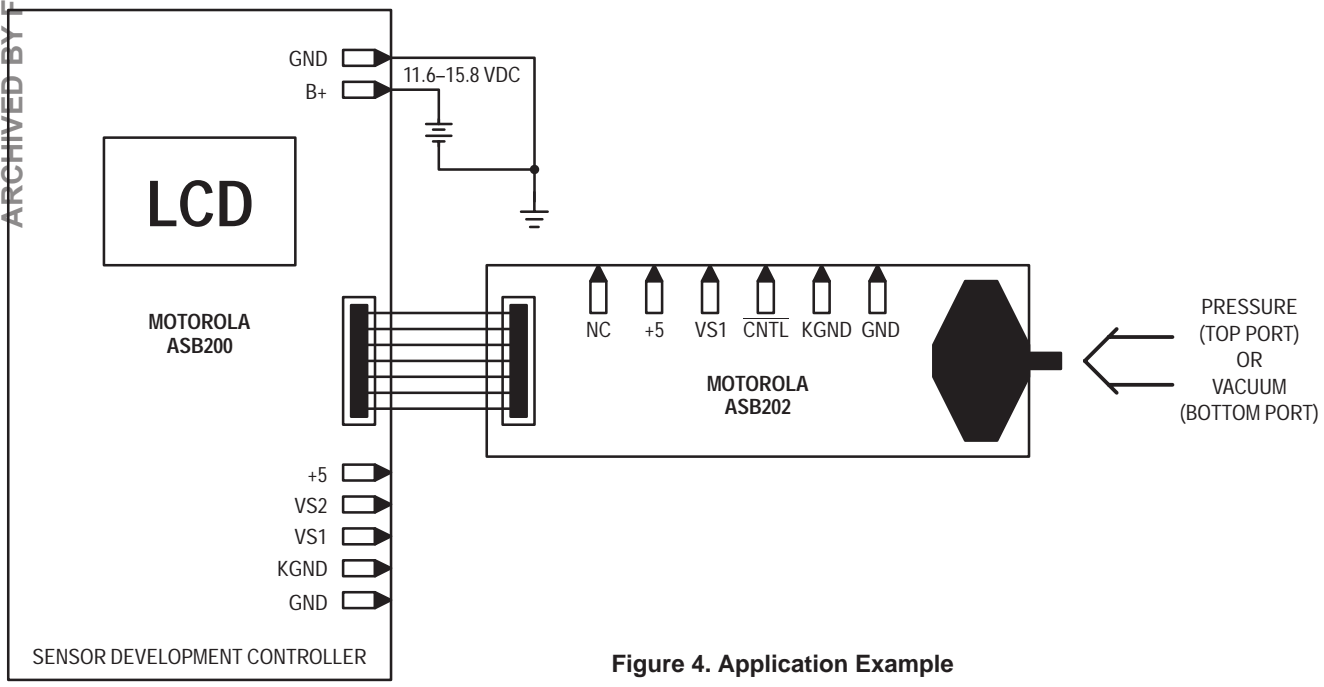 ARCHIVED BY
GND
11.6–15.8 VDC
B+
LCD
MOTOROLA
ASB200
NC
+5
VS1
CNTL
KGND
GND
MOTOROLA
ASB202
PRESSURE
(TOP PORT)
OR
VACUUM
(BOTTOM PORT)
+5
VS2
VS1
KGND
GND
SENSOR DEVELOPMENT CONTROLLER
Figure 4. Application Example